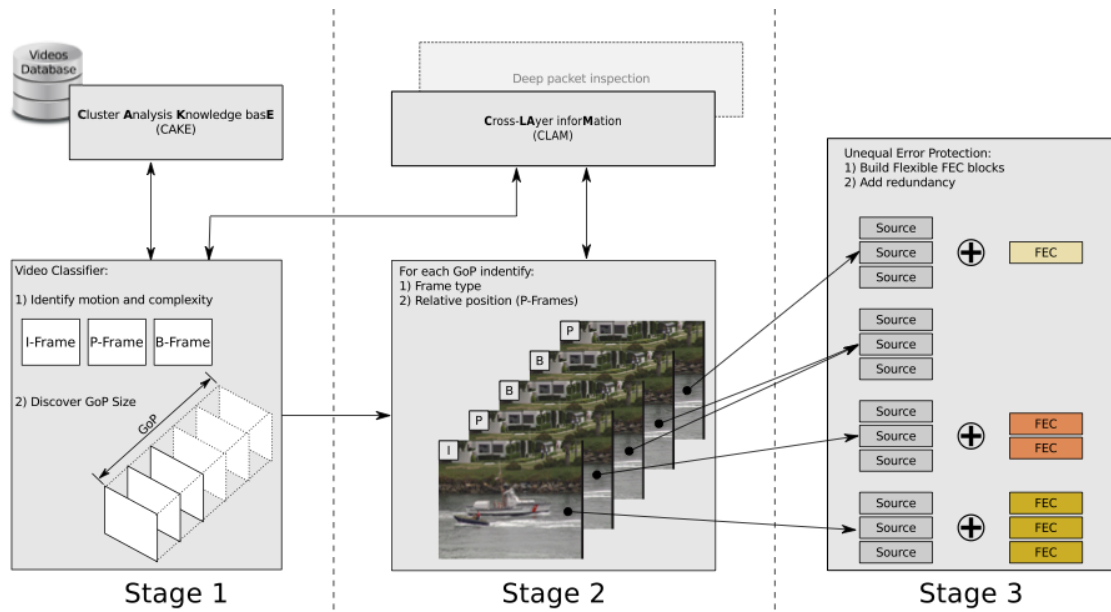 Videos
Database
Cluster Analysis Knowledge basE
(CAKE)
Video Classifier:
1) Identify motion and complexity
I-Frame
P-Frame
B-Frame
2) Discover GoP Size
GoP
Stage 1
Deep packet inspection
Cross-LAyer inforMation
(CLAM)
For each GoP indentify:
1) Frame type
2) Relative position (P-Frames)
P
B
B
P
I
Stage 2
Unequal Error Protection:
1) Build Flexible FEC blocks
2) Add redundancy
Source
Source
FEC
Source
Source
Source
Source
Source
FEC
Source
FEC
Source
Source
FEC
Source
FEC
Source
FEC
Stage 3